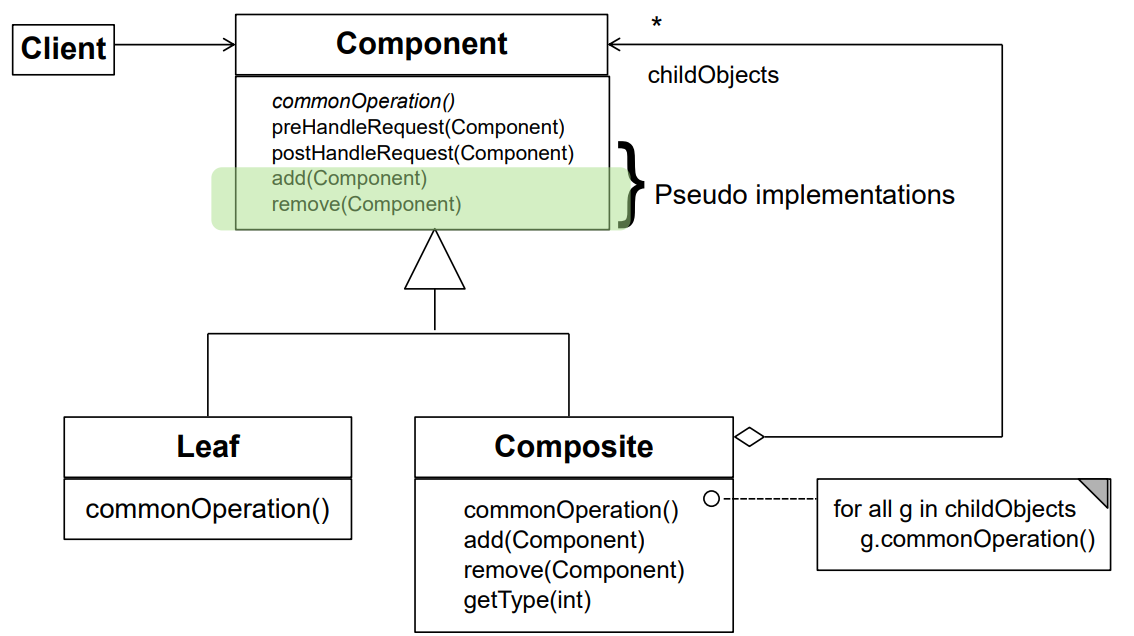 Client
Component
*
childObjects
commonOperation()
preHandleRequest(Component)
postHandleRequest(Component)
add(Component)
remove(Component)
}
Pseudo implementations
Leaf
commonOperation()
Composite
commonOperation()
add(Component)
remove(Component)
getType(int)
for all g in childObjects
g.commonOperation()